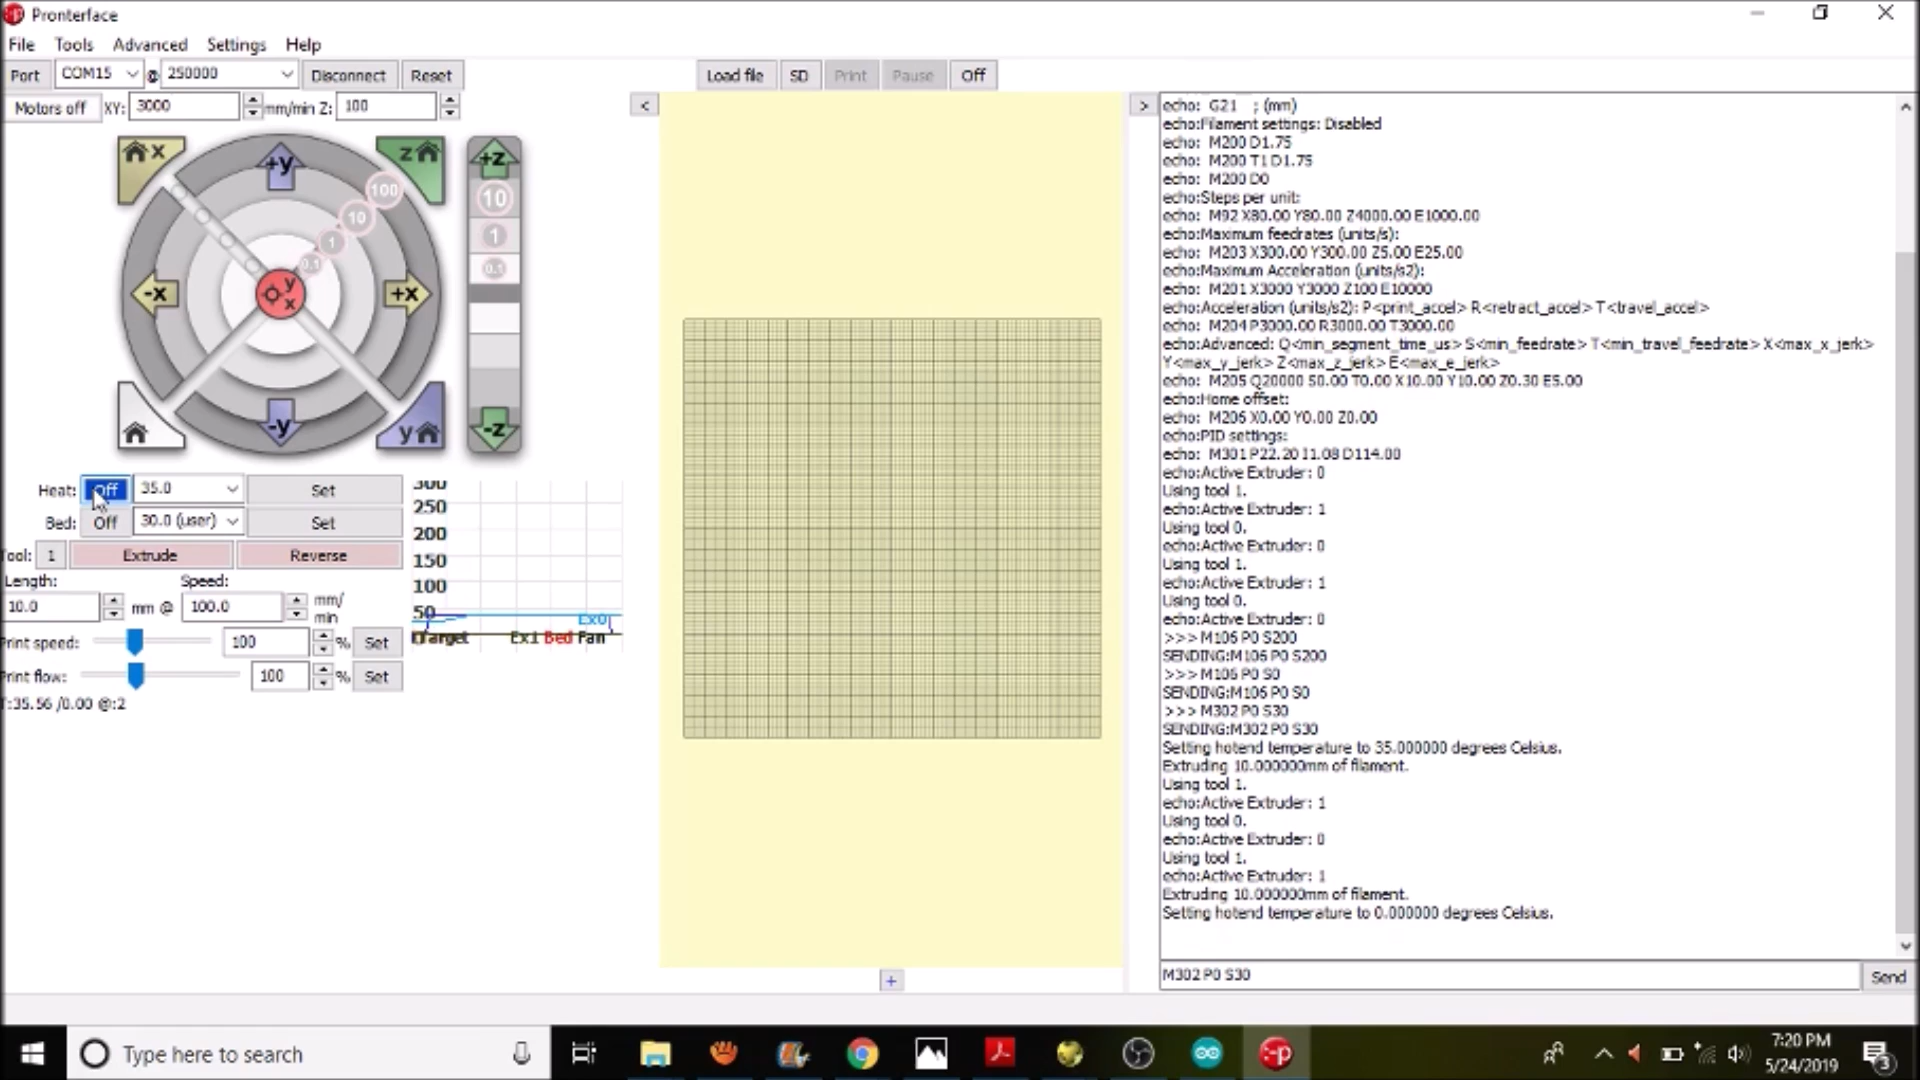 Pronterface
File Tools Advanced Settings Help
Port COM15 @ 250000 Disconnect Reset Load file SD Print Pause Off
Motors off XY: 3000 mm/min Z: 100 < >
x +y z +z
100
10
1
0.1
10
1
0.1
-x y x +x
-y y -z
Heat: Off 35.0 Set
Bed: Off 30.0 (user) Set
Tool: 1 Extrude Reverse
Length: Speed:
10.0 mm @ 100.0 mm/
min
Print speed: 100 % Set
Print flow: 100 % Set
T:35.56 /0.00 @:2
300
250
200
150
100
50
Ex0
Target Ex1 Bed Fan
+
echo: G21 ; (mm)
echo:Filament settings: Disabled
echo: M200 D1.75
echo: M200 T1 D1.75
echo: M200 D0
echo:Steps per unit:
echo: M92 X80.00 Y80.00 Z4000.00 E1000.00
echo:Maximum feedrates (units/s):
echo: M203 X300.00 Y300.00 Z5.00 E25.00
echo:Maximum Acceleration (units/s2):
echo: M201 X3000 Y3000 Z100 E10000
echo:Acceleration (units/s2): P<print_accel> R<retract_accel> T<travel_accel>
echo: M204 P3000.00 R3000.00 T3000.00
echo:Advanced: Q<min_segment_time_us> S<min_feedrate> T<min_travel_feedrate> X<max_x_jerk>
Y<max_y_jerk> Z<max_z_jerk> E<max_e_jerk>
echo: M205 Q20000 S0.00 T0.00 X10.00 Y10.00 Z0.30 E5.00
echo:Home offset:
echo: M206 X0.00 Y0.00 Z0.00
echo:PID settings:
echo: M301 P22.20 I1.08 D114.00
echo:Active Extruder: 0
Using tool 1.
echo:Active Extruder: 1
Using tool 0.
echo:Active Extruder: 0
Using tool 1.
echo:Active Extruder: 1
Using tool 0.
echo:Active Extruder: 0
>>> M106 P0 S200
SENDING:M106 P0 S200
>>> M106 P0 S0
SENDING:M106 P0 S0
>>> M302 P0 S30
SENDING:M302 P0 S30
Setting hotend temperature to 35.000000 degrees Celsius.
Extruding 10.000000mm of filament.
Using tool 1.
echo:Active Extruder: 1
Using tool 0.
echo:Active Extruder: 0
Using tool 1.
echo:Active Extruder: 1
Extruding 10.000000mm of filament.
Setting hotend temperature to 0.000000 degrees Celsius.
M302 P0 S30 Send
Type here to search
7:20 PM
5/24/2019
3